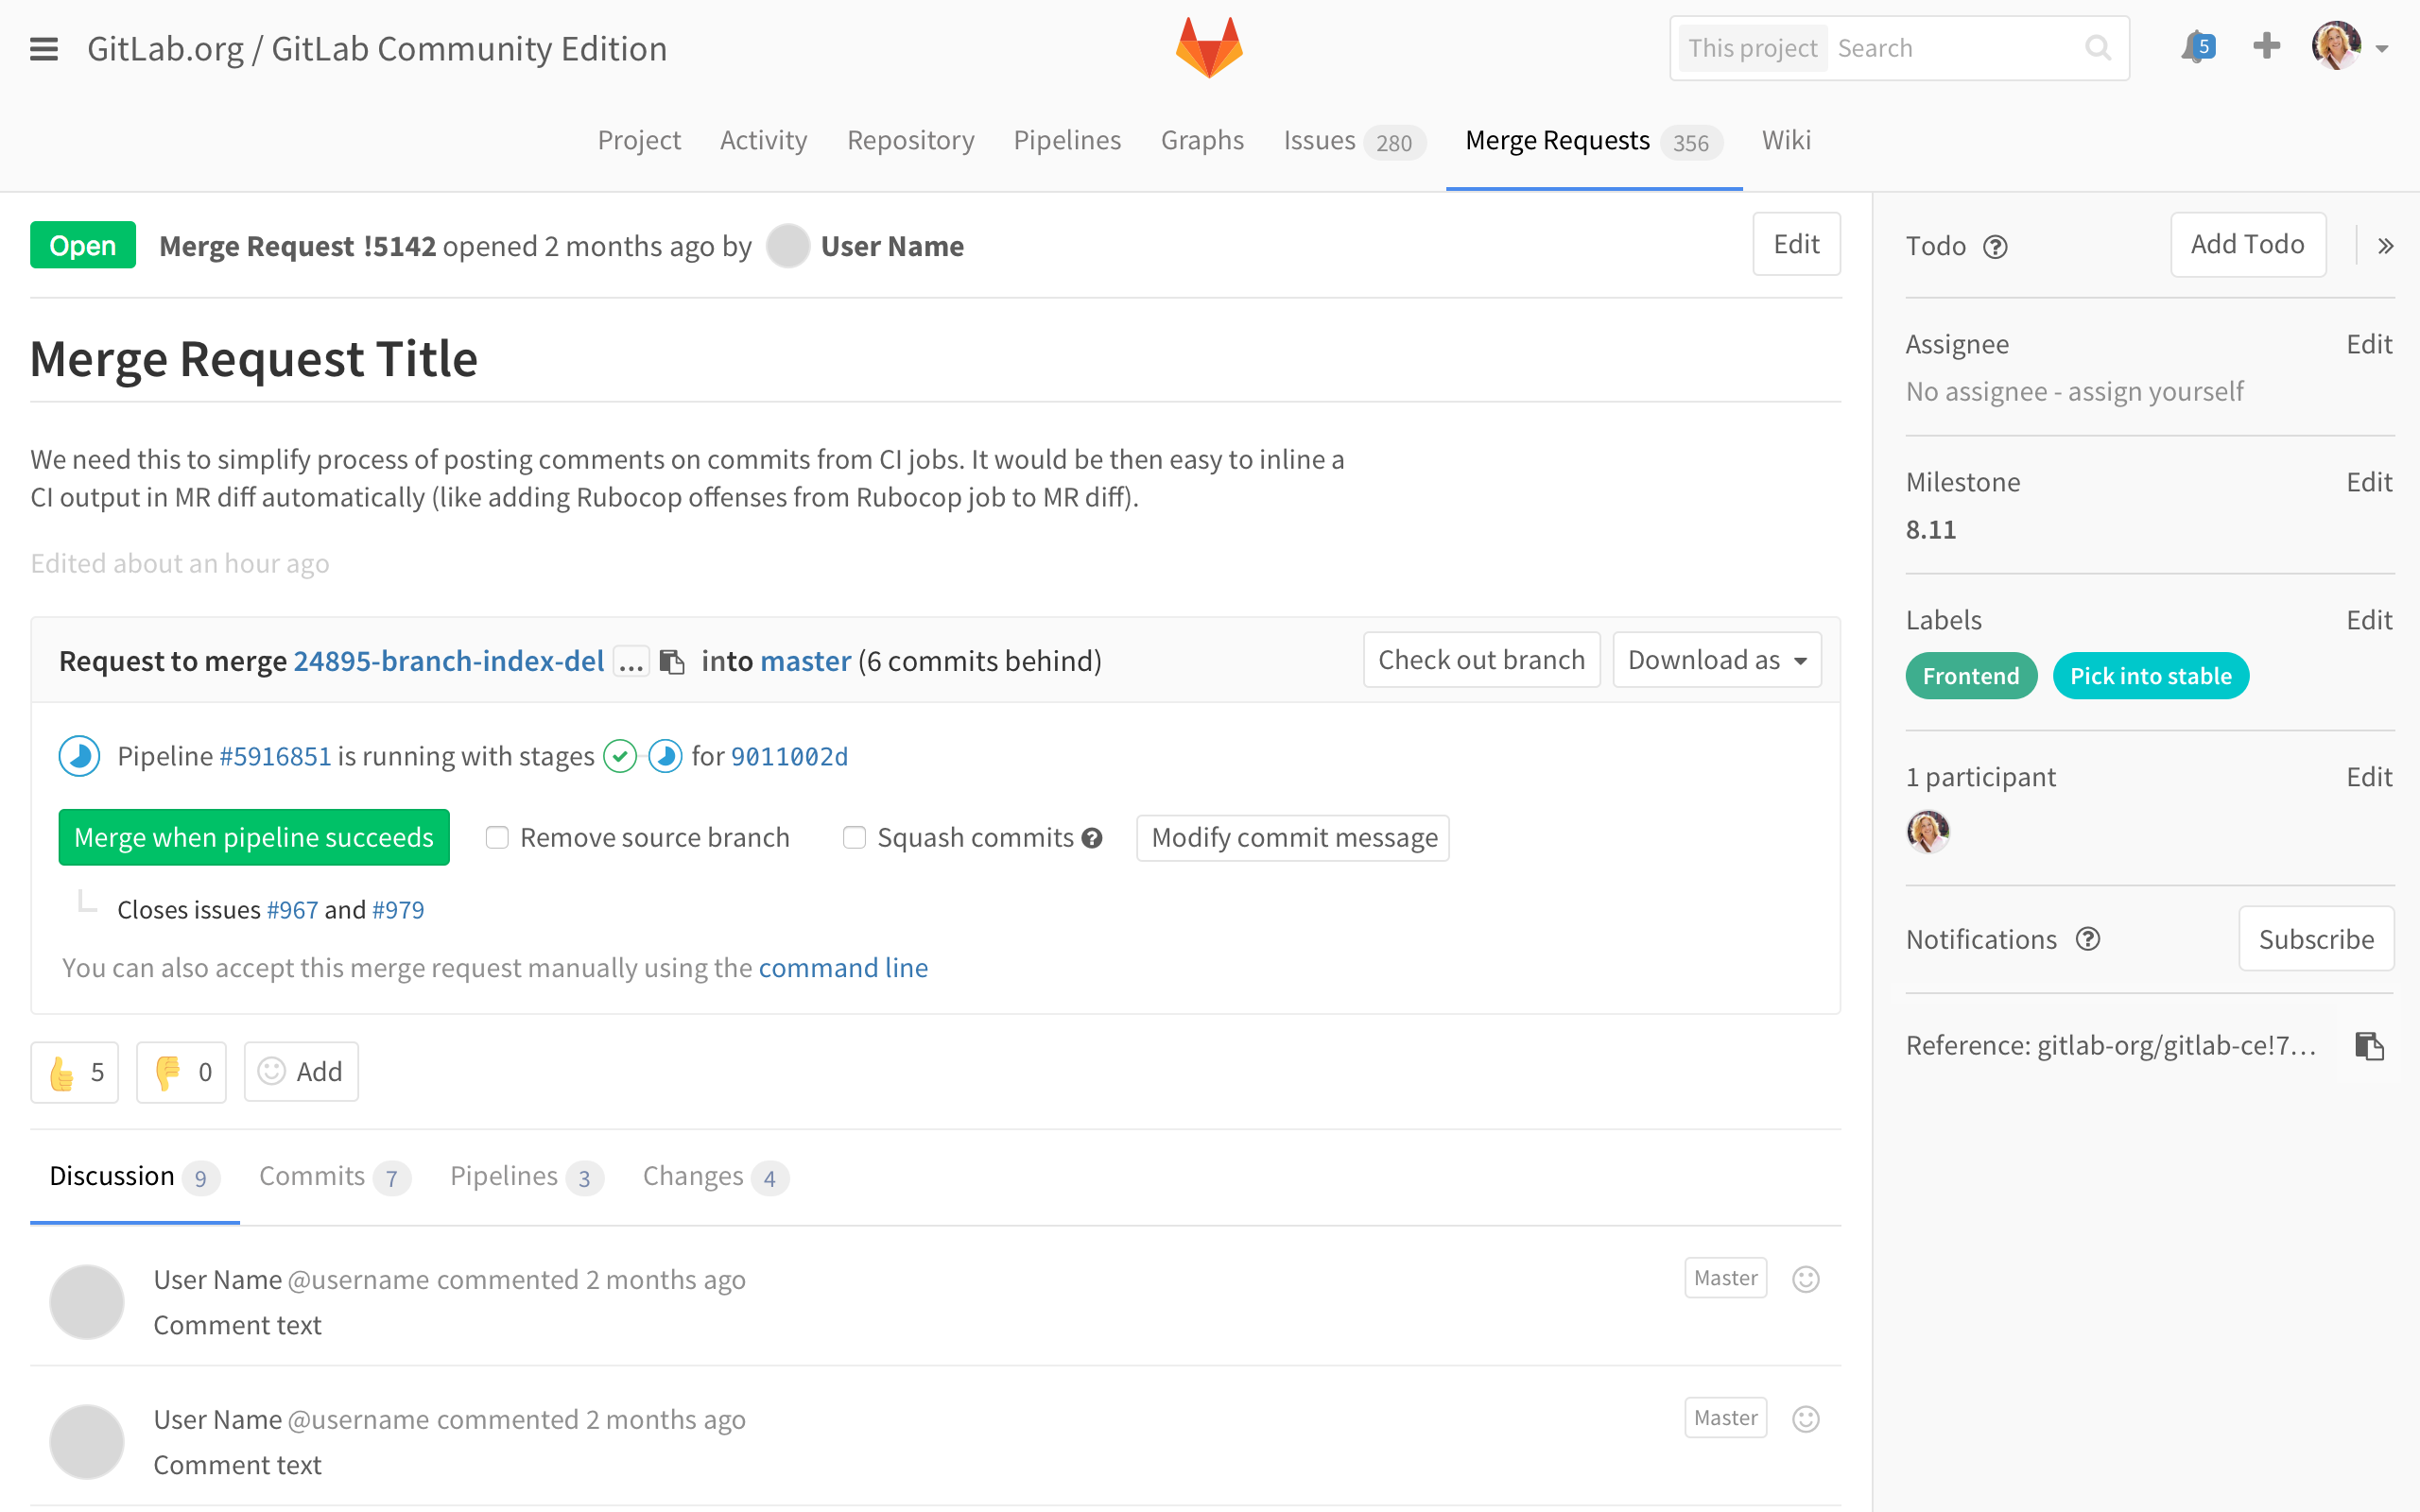 GitLab.org / GitLab Community Edition
This project Search
5
Project Activity Repository Pipelines Graphs Issues 280 Merge Requests 356 Wiki
Open Merge Request !5142 opened 2 months ago by User Name Edit
Merge Request Title
We need this to simplify process of posting comments on commits from CI jobs. It would be then easy to inline a
CI output in MR diff automatically (like adding Rubocop offenses from Rubocop job to MR diff).
Edited about an hour ago
Request to merge 24895-branch-index-del ... into master (6 commits behind) Check out branch Download as
Pipeline #5916851 is running with stages for 9011002d
Merge when pipeline succeeds Remove source branch Squash commits ? Modify commit message
Closes issues #967 and #979
You can also accept this merge request manually using the command line
5 0 Add
Discussion 9 Commits 7 Pipelines 3 Changes 4
User Name @username commented 2 months ago Master
Comment text
User Name @username commented 2 months ago Master
Comment text
Todo ? Add Todo »
Assignee Edit
No assignee - assign yourself
Milestone Edit
8.11
Labels Edit
Frontend Pick into stable
1 participant Edit
Notifications ? Subscribe
Reference: gitlab-org/gitlab-ce!7...